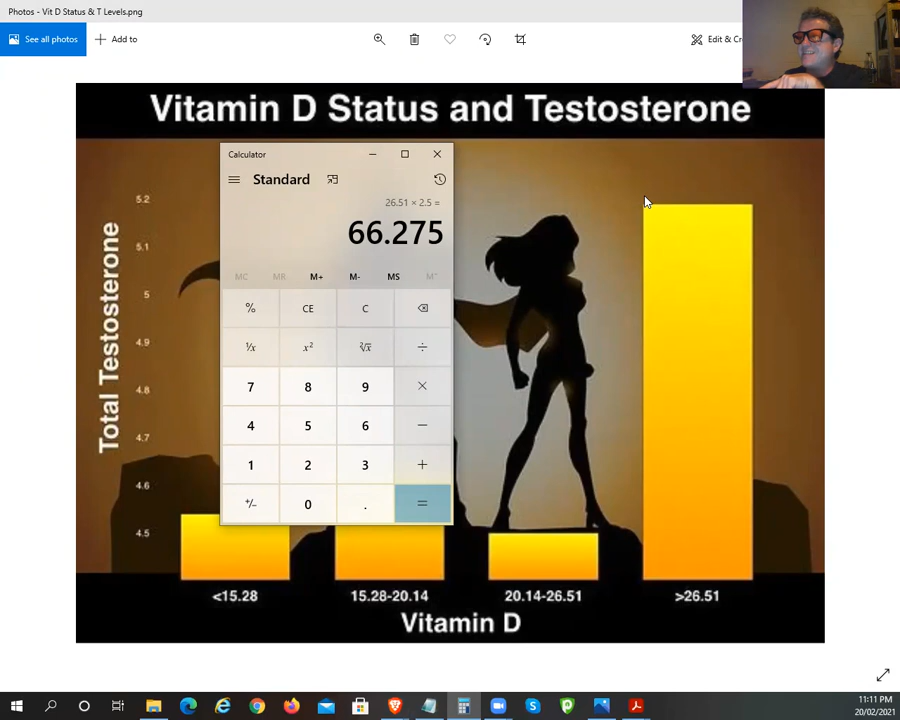 Photos - Vit D Status & T Levels.png
See all photos
Add to
Edit & Cr
Vitamin D Status and Testosterone
Calculator
Standard
26.51 × 2.5 =
66.275
MC MR M+ M- MS M˅
% CE C
¹/x x² ²√x ÷
7 8 9 ×
4 5 6 −
1 2 3 +
+/- 0 . =
Total Testosterone
5.2
5.1
5
4.9
4.8
4.7
4.6
4.5
<15.28 15.28-20.14 20.14-26.51 >26.51
Vitamin D
11:11 PM
20/02/2021